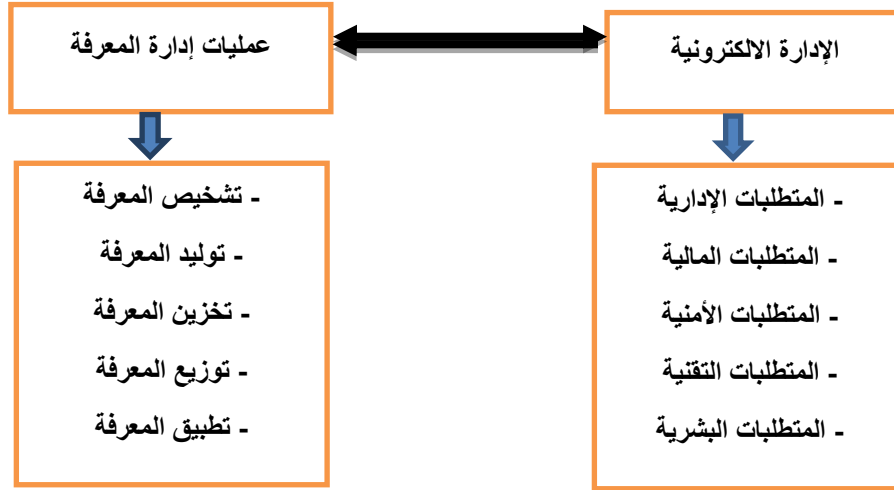 الإدارة الالكترونية
عمليات إدارة المعرفة
- المتطلبات الإدارية
- المتطلبات المالية
- المتطلبات الأمنية
- المتطلبات التقنية
- المتطلبات البشرية
- تشخيص المعرفة
- توليد المعرفة
- تخزين المعرفة
- توزيع المعرفة
- تطبيق المعرفة